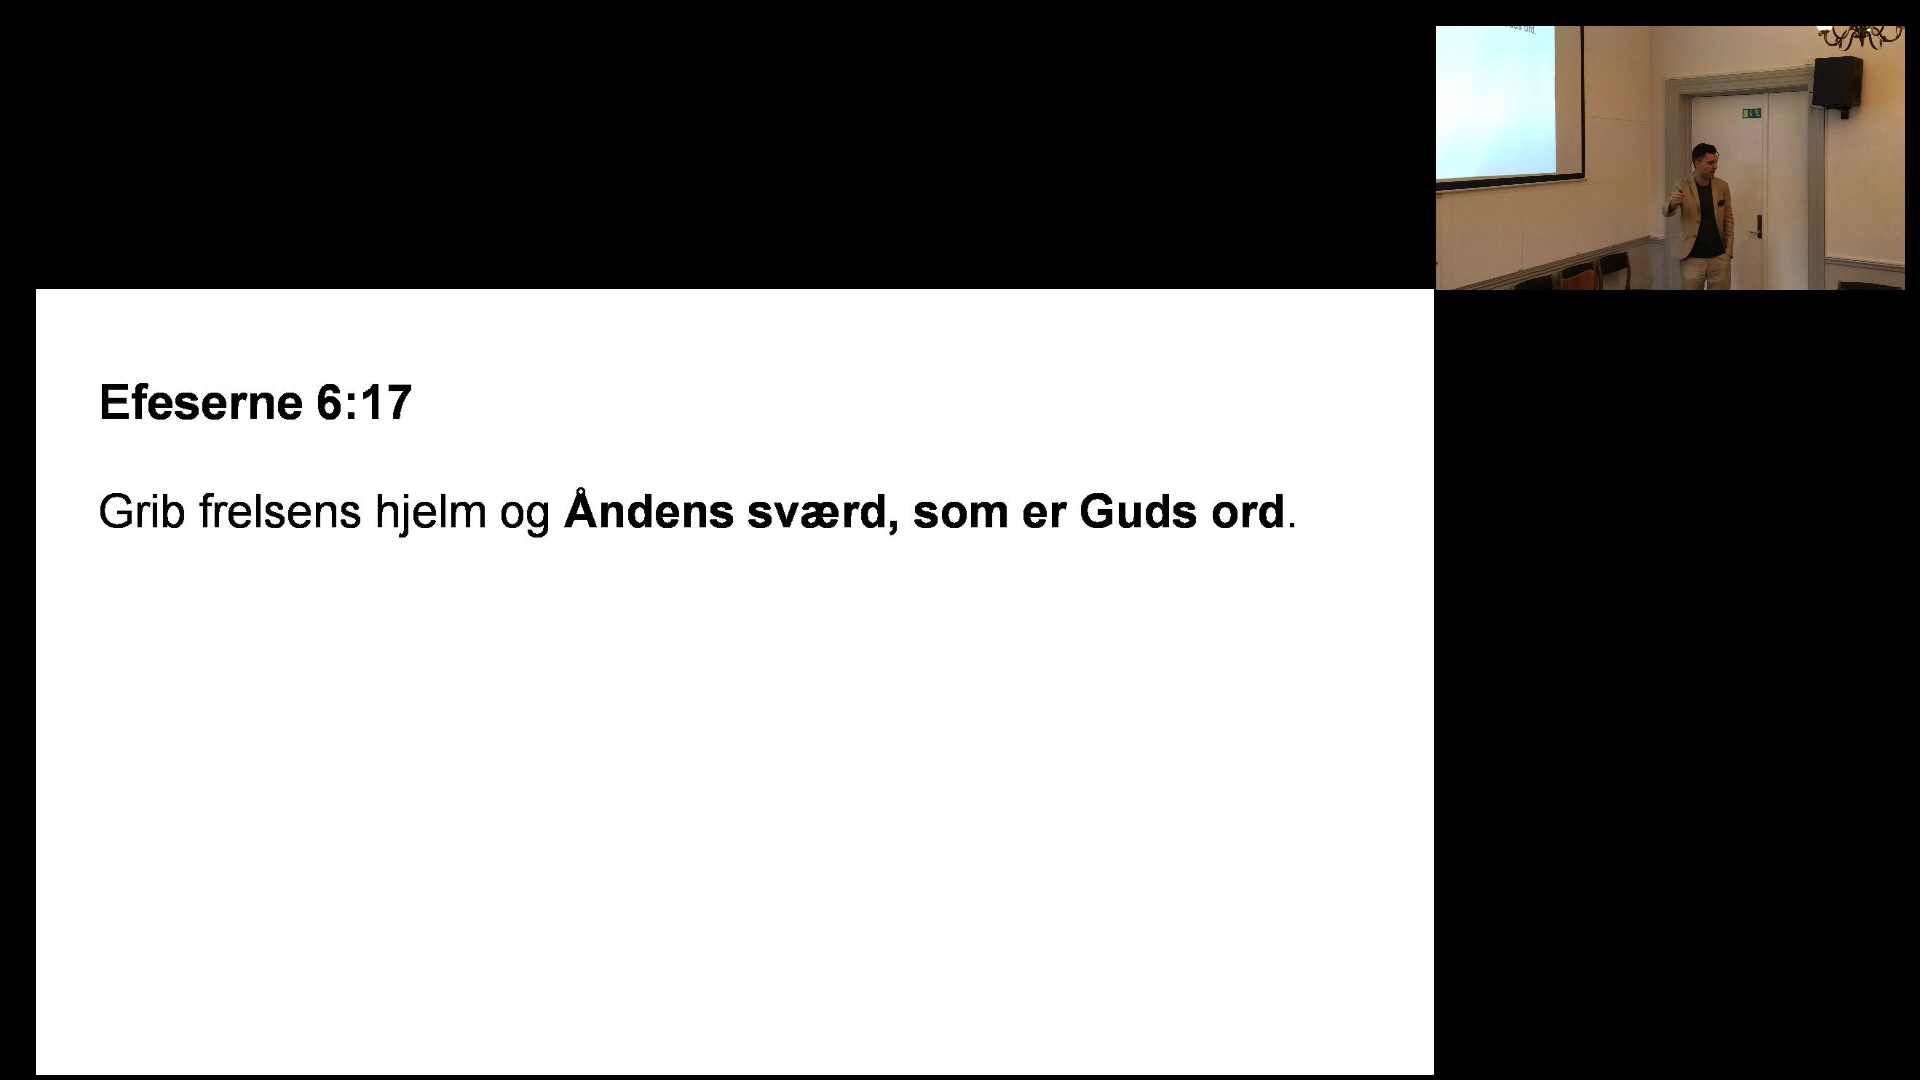 Efeserne 6:17
Grib frelsens hjelm og Åndens sværd, som er Guds ord.